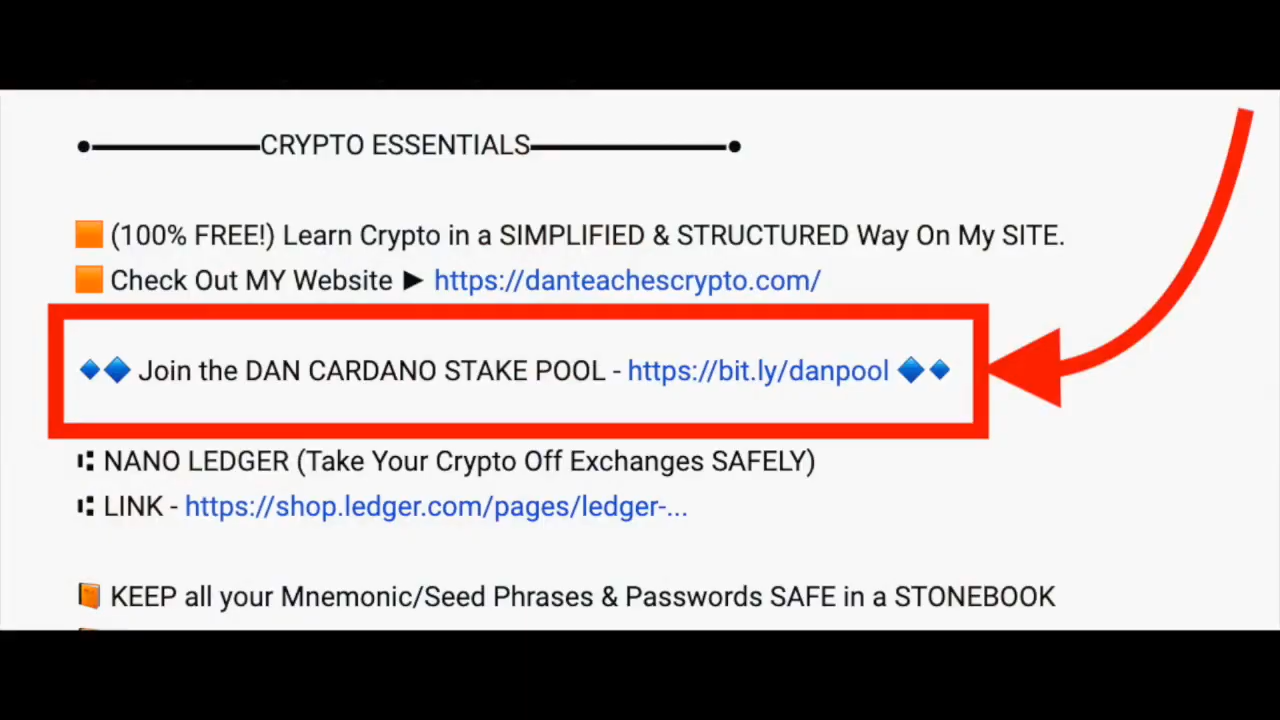 CRYPTO ESSENTIALS
(100% FREE!) Learn Crypto in a SIMPLIFIED & STRUCTURED Way On My SITE.
Check Out MY Website ► https://danteachescrypto.com/
Join the DAN CARDANO STAKE POOL - https://bit.ly/danpool
NANO LEDGER (Take Your Crypto Off Exchanges SAFELY)
LINK - https://shop.ledger.com/pages/ledger-...
KEEP all your Mnemonic/Seed Phrases & Passwords SAFE in a STONEBOOK